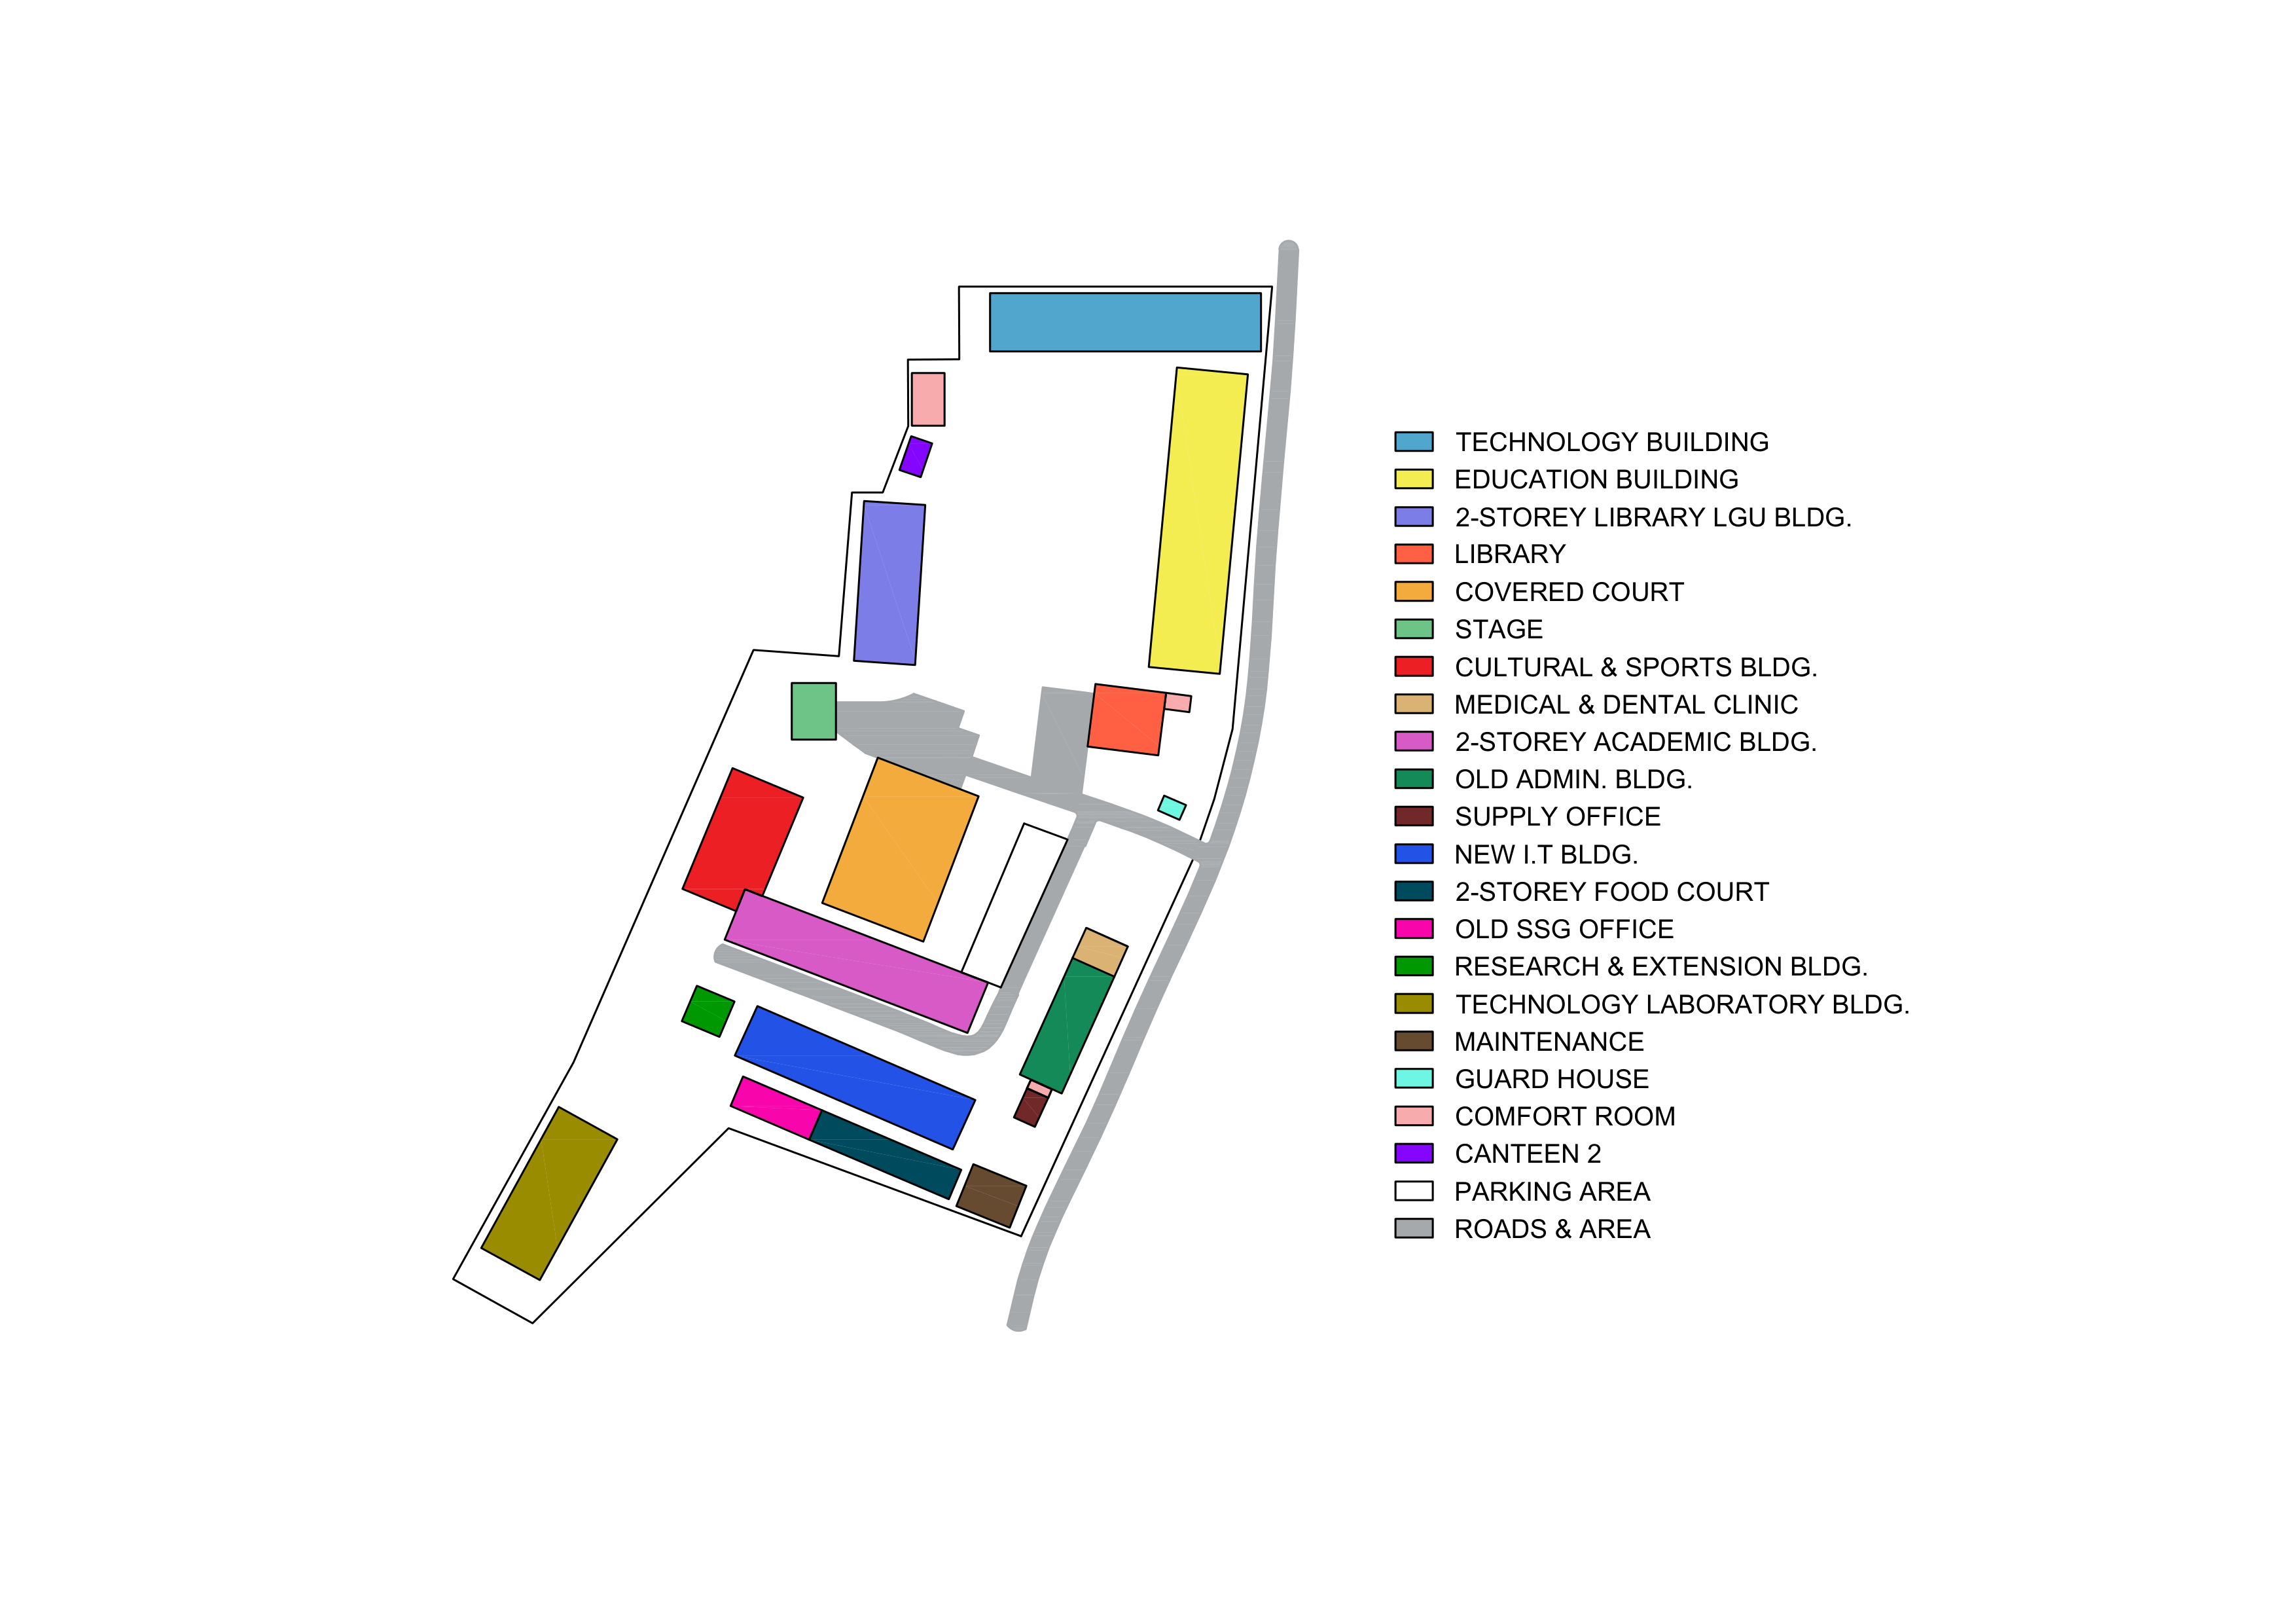 TECHNOLOGY BUILDING
EDUCATION BUILDING
2-STOREY LIBRARY LGU BLDG.
LIBRARY
COVERED COURT
STAGE
CULTURAL & SPORTS BLDG.
MEDICAL & DENTAL CLINIC
2-STOREY ACADEMIC BLDG.
OLD ADMIN. BLDG.
SUPPLY OFFICE
NEW I.T BLDG.
2-STOREY FOOD COURT
OLD SSG OFFICE
RESEARCH & EXTENSION BLDG.
TECHNOLOGY LABORATORY BLDG.
MAINTENANCE
GUARD HOUSE
COMFORT ROOM
CANTEEN 2
PARKING AREA
ROADS & AREA